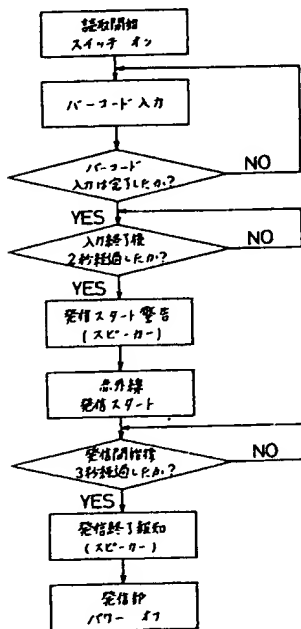 読取開始
スイッチ オン
バーコード 入力
バーコード
入力は完了したか?
NO
YES
入力終了後
2秒経過したか?
NO
YES
発信スタート警告
(スピーカー)
赤外線
発信スタート
発信開始後
3秒経過したか?
NO
YES
発信終了報知
(スピーカー)
発信部
パワー オフ